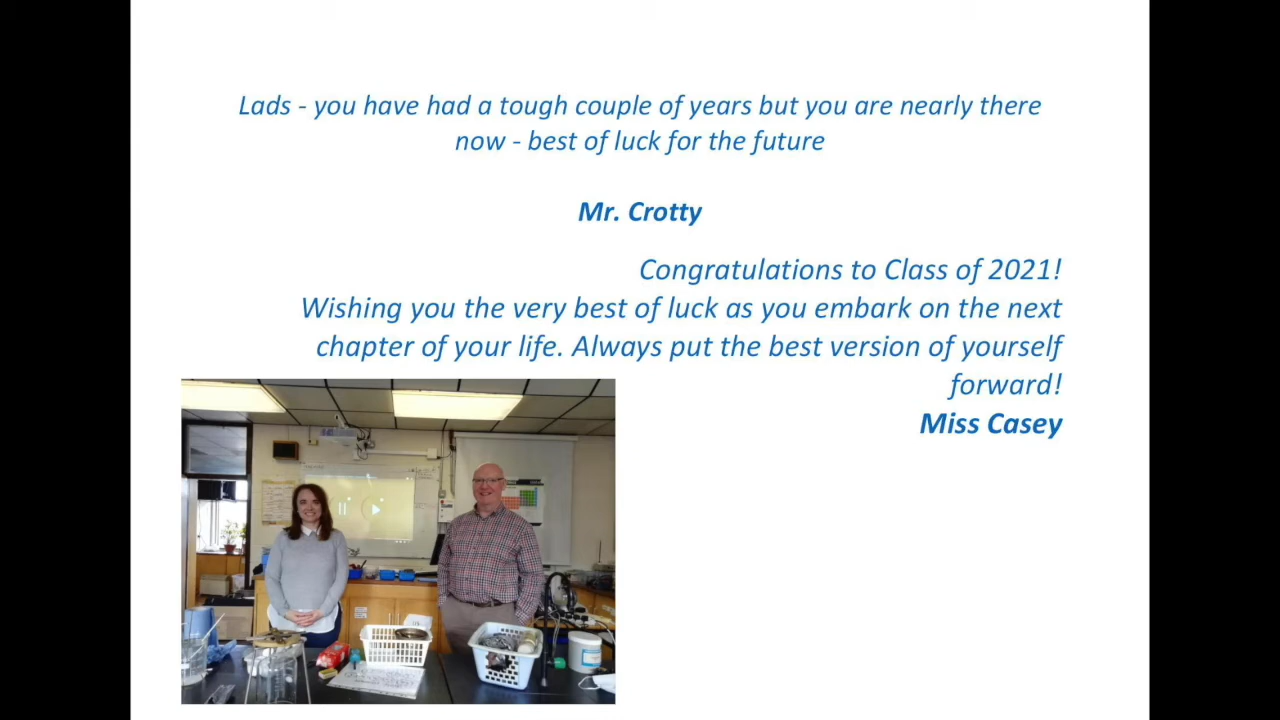 Lads - you have had a tough couple of years but you are nearly there
now - best of luck for the future
Mr. Crotty
Congratulations to Class of 2021!
Wishing you the very best of luck as you embark on the next
chapter of your life. Always put the best version of yourself
forward!
Miss Casey